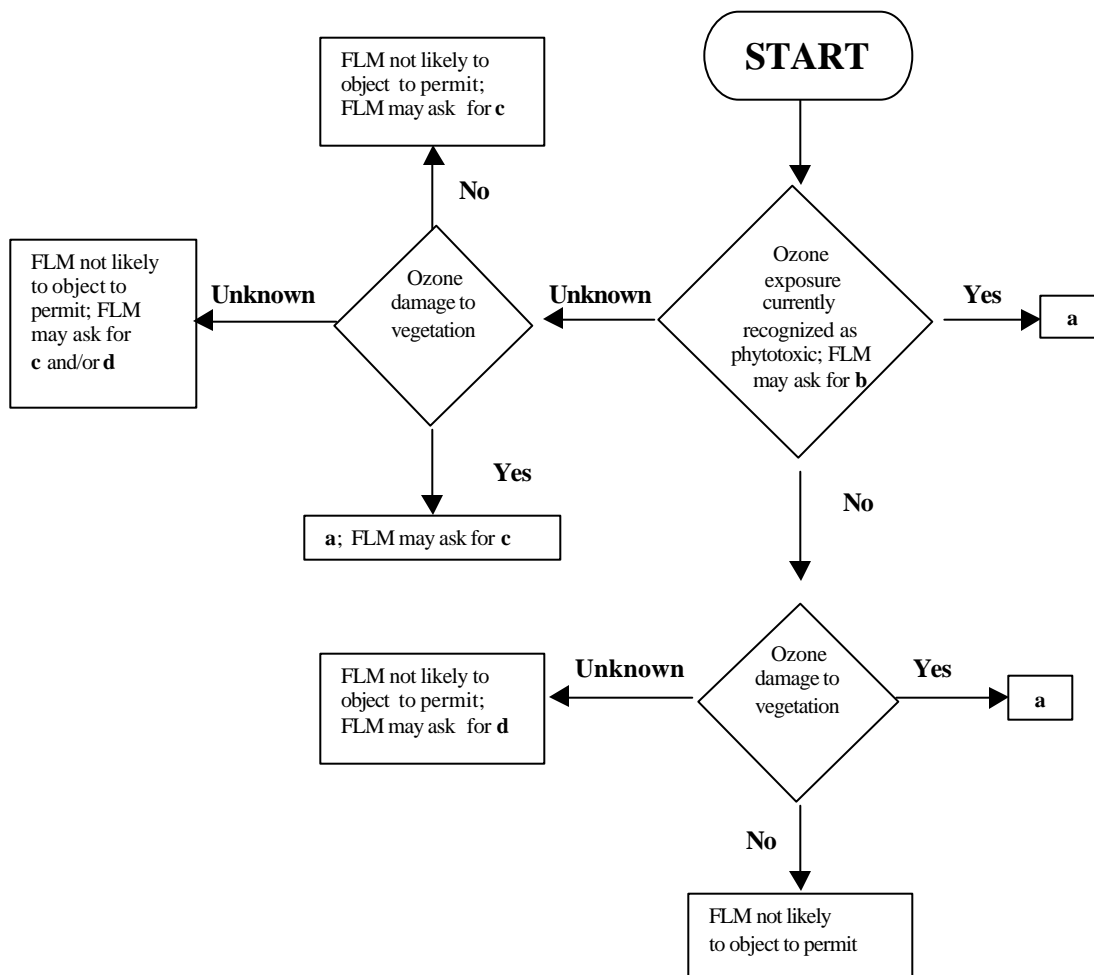 START
FLM not likely to
object to permit;
FLM may ask for c
No
Ozone
exposure
currently
recognized as
phytotoxic; FLM
may ask for b
Yes
a
Unknown
Ozone
damage to
vegetation
Unknown
FLM not likely
to object to
permit; FLM
may ask for
c and/or d
Yes
a; FLM may ask for c
No
Ozone
damage to
vegetation
Unknown
FLM not likely to
object to permit;
FLM may ask for d
Yes
a
No
FLM not likely
to object to permit